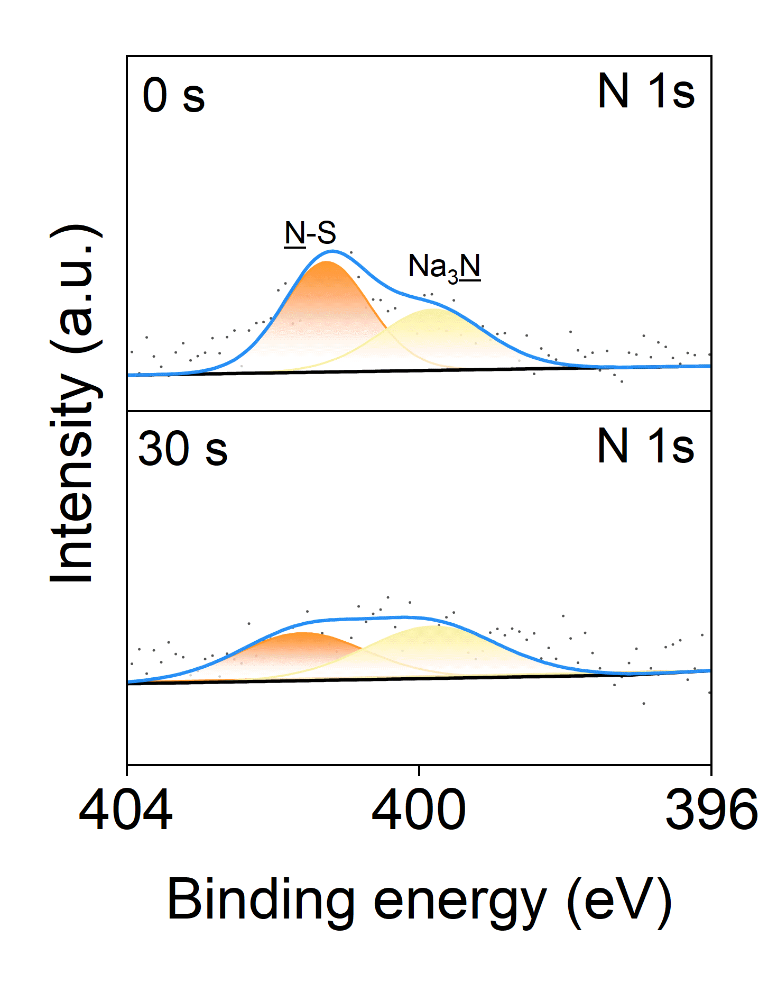 0 s
N 1s
N-S
Na₃N
30 s
N 1s
Intensity (a.u.)
404
400
396
Binding energy (eV)